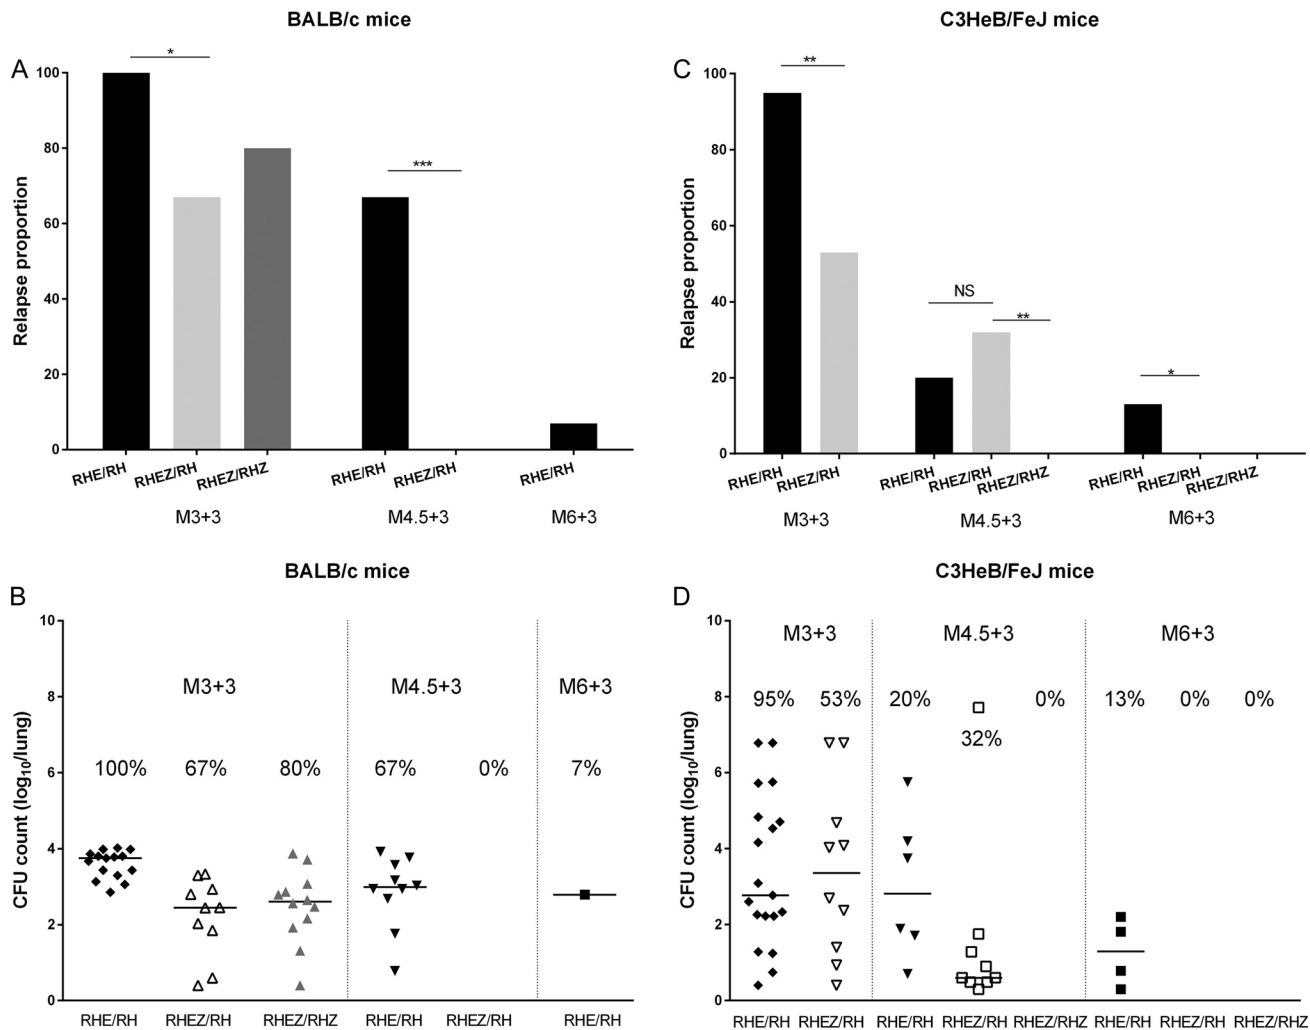 BALB/c mice
A
Relapse proportion
100
80
60
40
20
0
*
***
RHE/RH RHEZ/RH RHEZ/RHZ RHE/RH RHEZ/RH RHE/RH
M3+3 M4.5+3 M6+3
C3HeB/FeJ mice
C
Relapse proportion
100
80
60
40
20
0
**
NS
**
*
RHE/RH RHEZ/RH RHE/RH RHEZ/RH RHEZ/RHZ RHE/RH RHEZ/RH RHEZ/RHZ
M3+3 M4.5+3 M6+3
BALB/c mice
B
CFU count (log10/lung)
10
8
6
4
2
0
M3+3 M4.5+3 M6+3
100% 67% 80% 67% 0% 7%
RHE/RH RHEZ/RH RHEZ/RHZ RHE/RH RHEZ/RH RHE/RH
C3HeB/FeJ mice
D
CFU count (log10/lung)
10
8
6
4
2
0
M3+3 M4.5+3 M6+3
95% 53% 20% 0% 13% 0% 0%
32%
RHE/RH RHEZ/RH RHE/RH RHEZ/RH RHEZ/RHZ RHE/RH RHEZ/RH RHEZ/RHZ